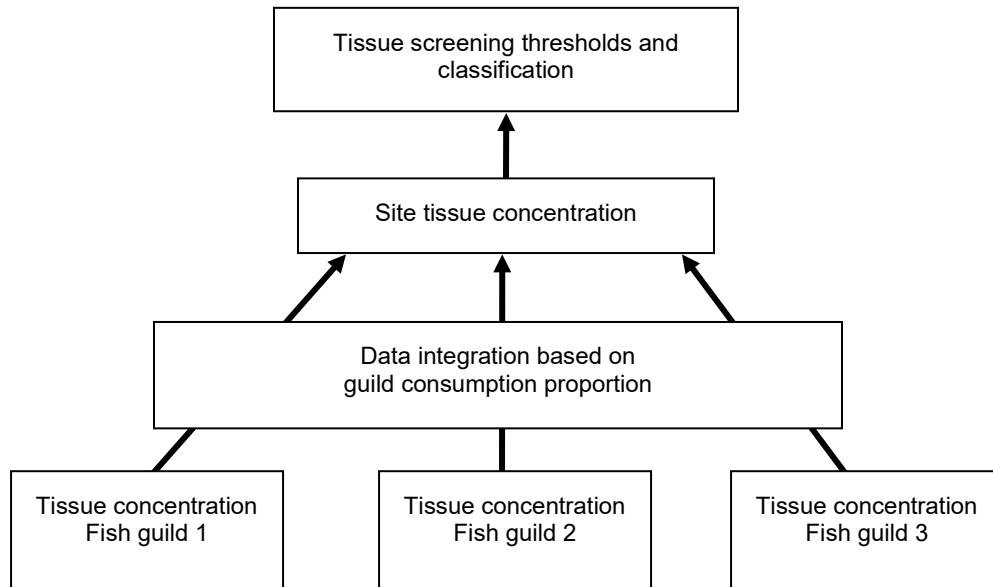 Tissue screening thresholds and
classification
Site tissue concentration
Data integration based on
guild consumption proportion
Tissue concentration
Fish guild 1
Tissue concentration
Fish guild 2
Tissue concentration
Fish guild 3